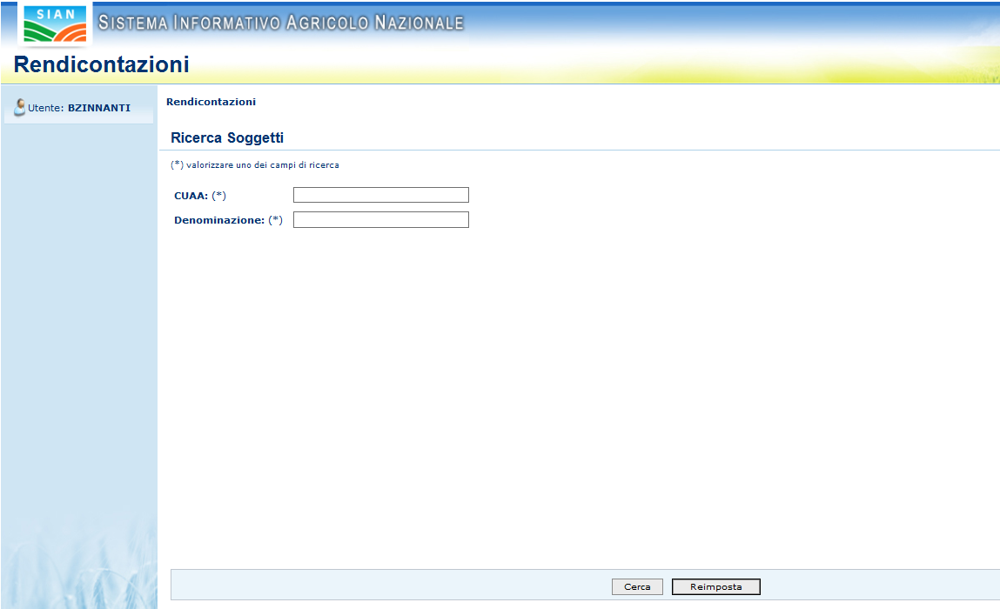 SIAN
SISTEMA INFORMATIVO AGRICOLO NAZIONALE
Rendicontazioni
Utente: BZINNANTI
Rendicontazioni
Ricerca Soggetti
(*) valorizzare uno dei campi di ricerca
CUAA: (*)
Denominazione: (*)
Cerca
Reimposta